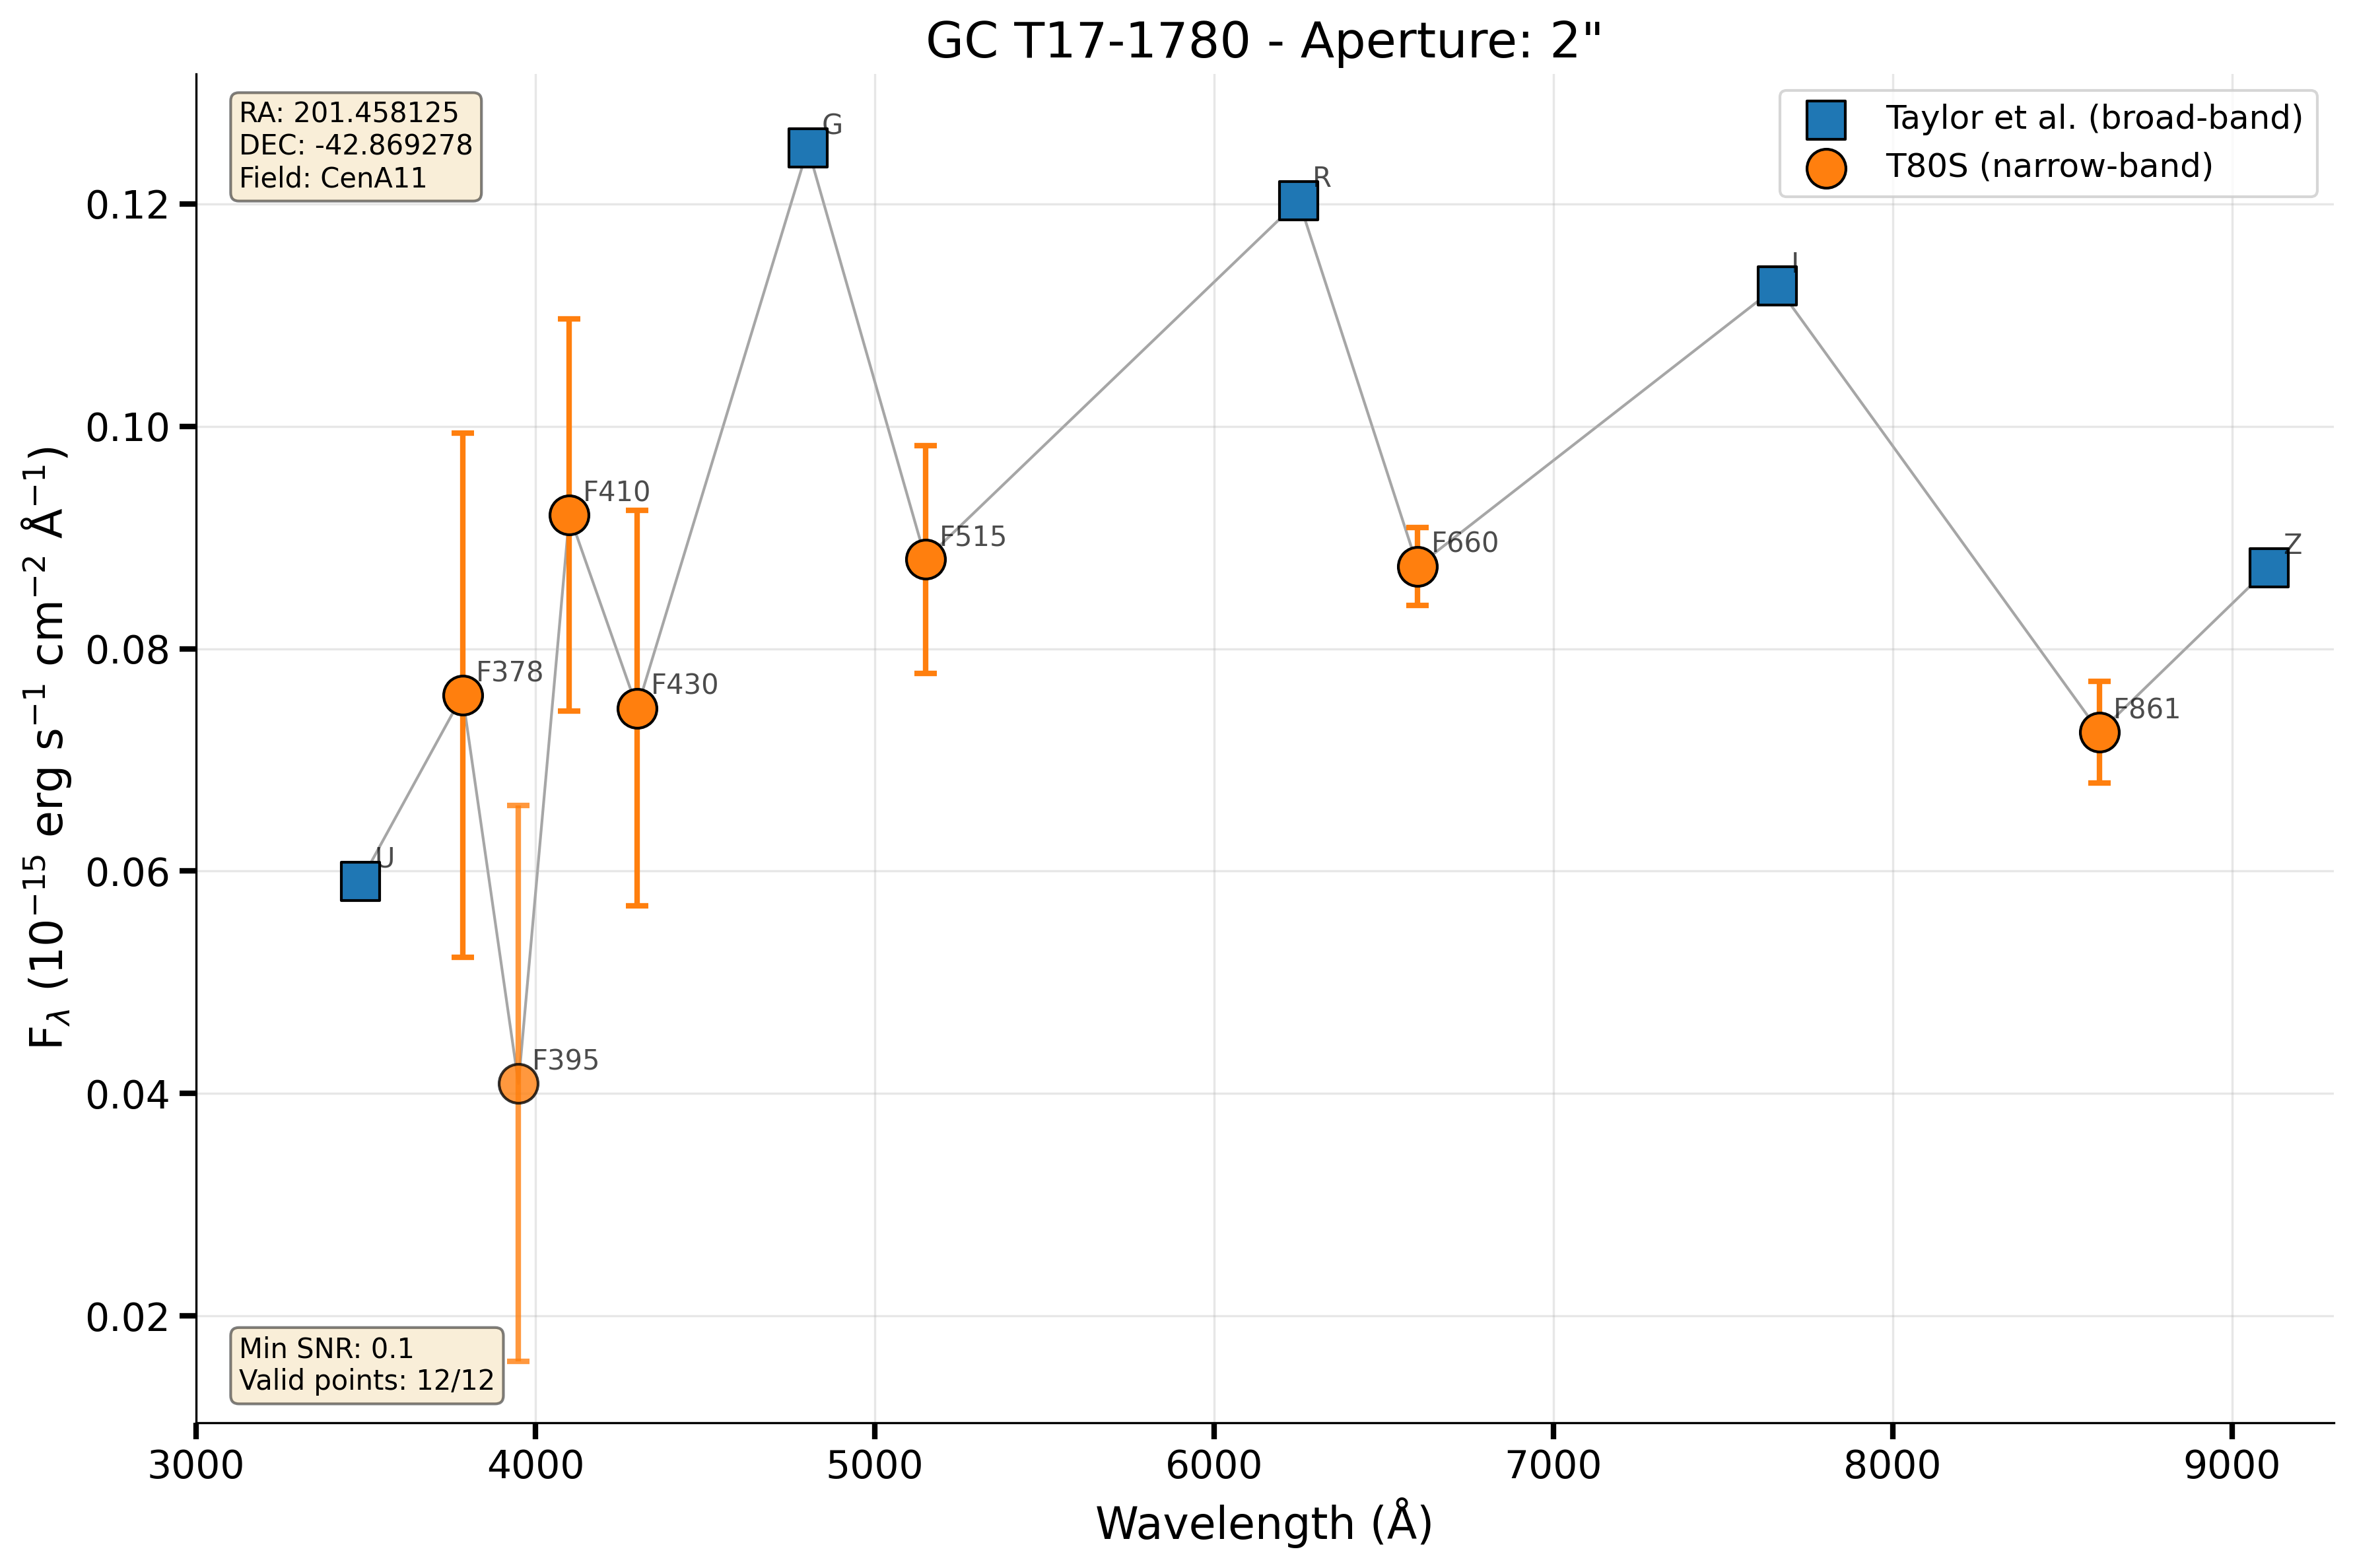 GC T17-1780 - Aperture: 2"
RA: 201.458125
DEC: -42.869278
Field: CenA11
Taylor et al. (broad-band)
T80S (narrow-band)
G
R
I
F410
F515
F660
Z
F378
F430
F861
U
F395
Min SNR: 0.1
Valid points: 12/12
0.12
0.10
0.08
0.06
0.04
0.02
F$_{λ}$ (10$^{−15}$ erg s$^{−1}$ cm$^{−2}$ Å$^{−1}$)
3000 4000 5000 6000 7000 8000 9000
Wavelength (Å)